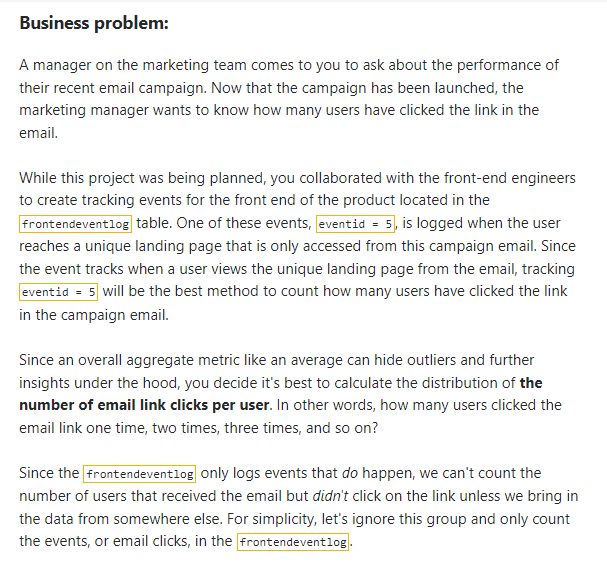 Business problem:
A manager on the marketing team comes to you to ask about the performance of
their recent email campaign. Now that the campaign has been launched, the
marketing manager wants to know how many users have clicked the link in the
email.
While this project was being planned, you collaborated with the front-end engineers
to create tracking events for the front end of the product located in the
frontendeventlog table. One of these events, eventid = 5, is logged when the user
reaches a unique landing page that is only accessed from this campaign email. Since
the event tracks when a user views the unique landing page from the email, tracking
eventid = 5 will be the best method to count how many users have clicked the link
in the campaign email.
Since an overall aggregate metric like an average can hide outliers and further
insights under the hood, you decide it's best to calculate the distribution of the
number of email link clicks per user. In other words, how many users clicked the
email link one time, two times, three times, and so on?
Since the frontendeventlog only logs events that do happen, we can't count the
number of users that received the email but didn't click on the link unless we bring in
the data from somewhere else. For simplicity, let's ignore this group and only count
the events, or email clicks, in the frontendeventlog.